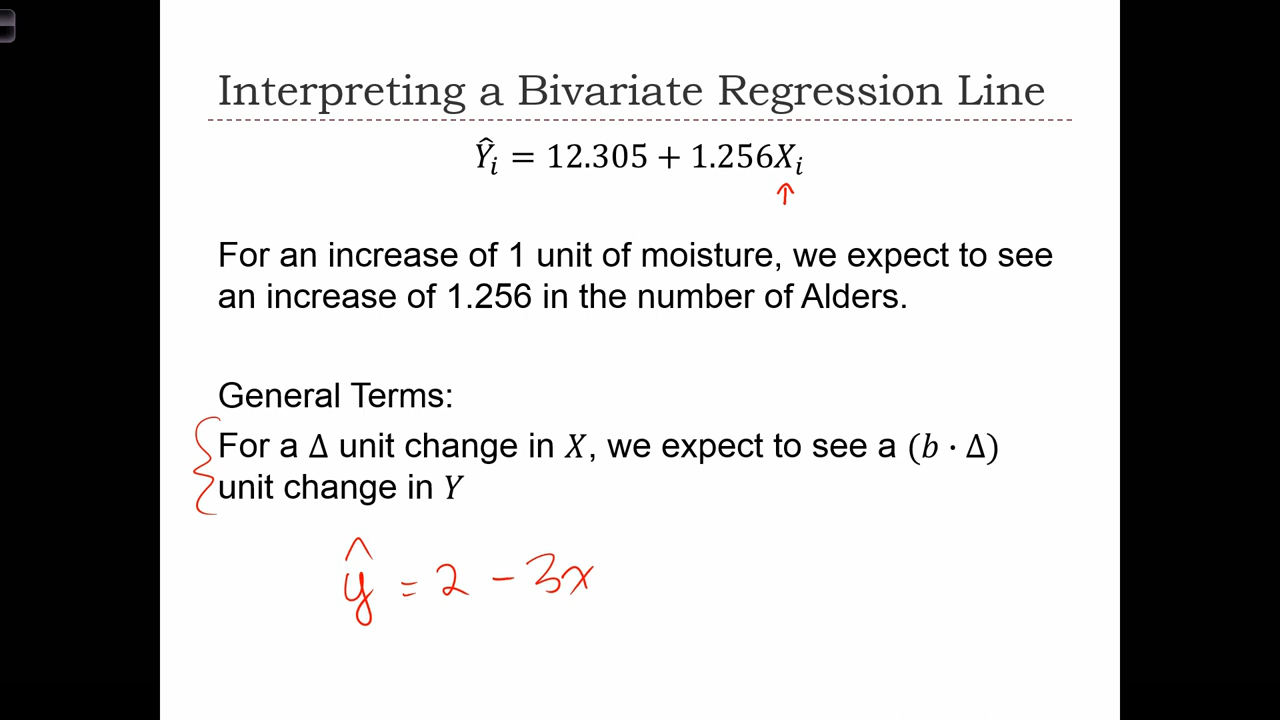 Interpreting a Bivariate Regression Line
Ŷᵢ = 12.305 + 1.256Xᵢ
For an increase of 1 unit of moisture, we expect to see
an increase of 1.256 in the number of Alders.
General Terms:
For a Δ unit change in X, we expect to see a (b · Δ)
unit change in Y
ŷ = 2 - 3x